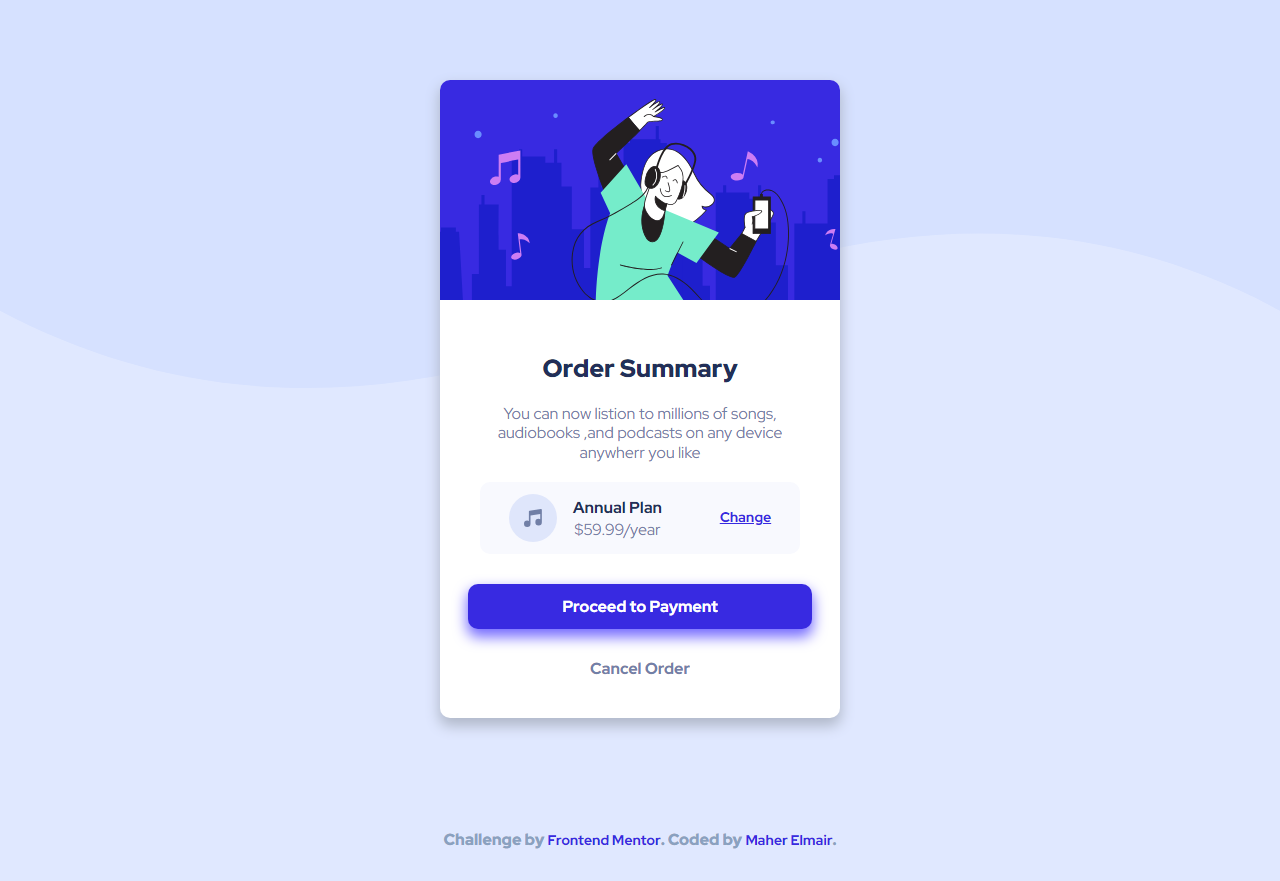 Order Summary
You can now listion to millions of songs,
audiobooks ,and podcasts on any device
anywherr you like
Annual Plan
$59.99/year
Change
Proceed to Payment
Cancel Order
Challenge by Frontend Mentor. Coded by Maher Elmair.